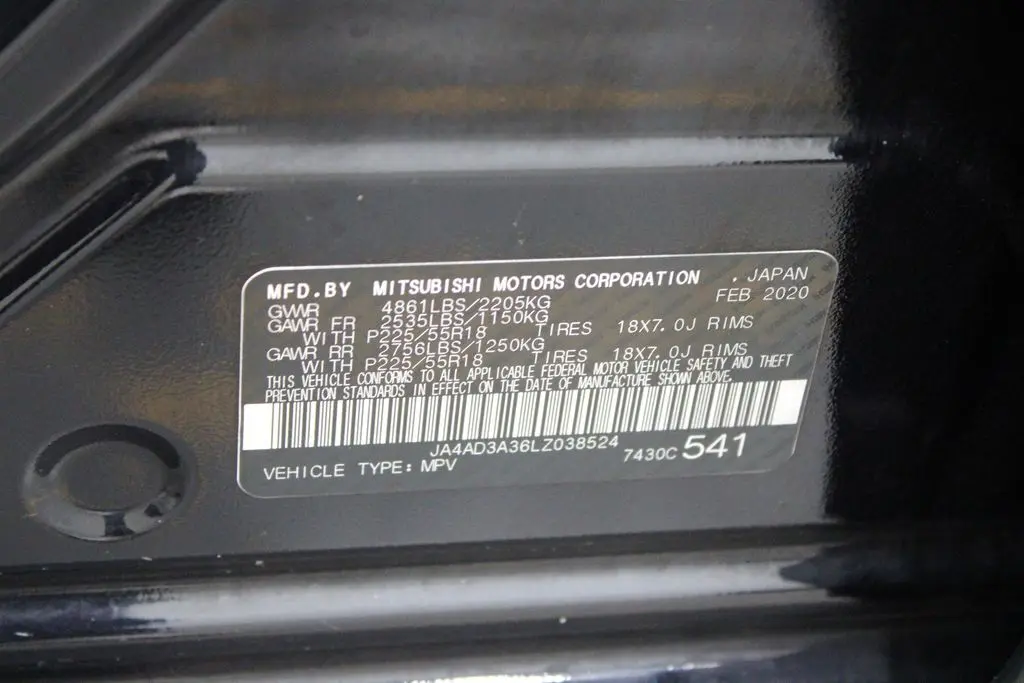 MFD.BY MITSUBISHI MOTORS CORPORATION , JAPAN
GVWR 4861LBS/2205KG FEB 2020
GAWR FR 2535LBS/1150KG
WITH P225/55R18 TIRES 18X7.0J RIMS
GAWR RR 2756LBS/1250KG
WITH P225/55R18 TIRES 18X7.0J RIMS
THIS VEHICLE CONFORMS TO ALL APPLICABLE FEDERAL MOTOR VEHICLE SAFETY AND THEFT
PREVENTION STANDARDS IN EFFECT ON THE DATE OF MANUFACTURE SHOWN ABOVE.
JA4AD3A36LZ038524
VEHICLE TYPE: MPV 7430C 541